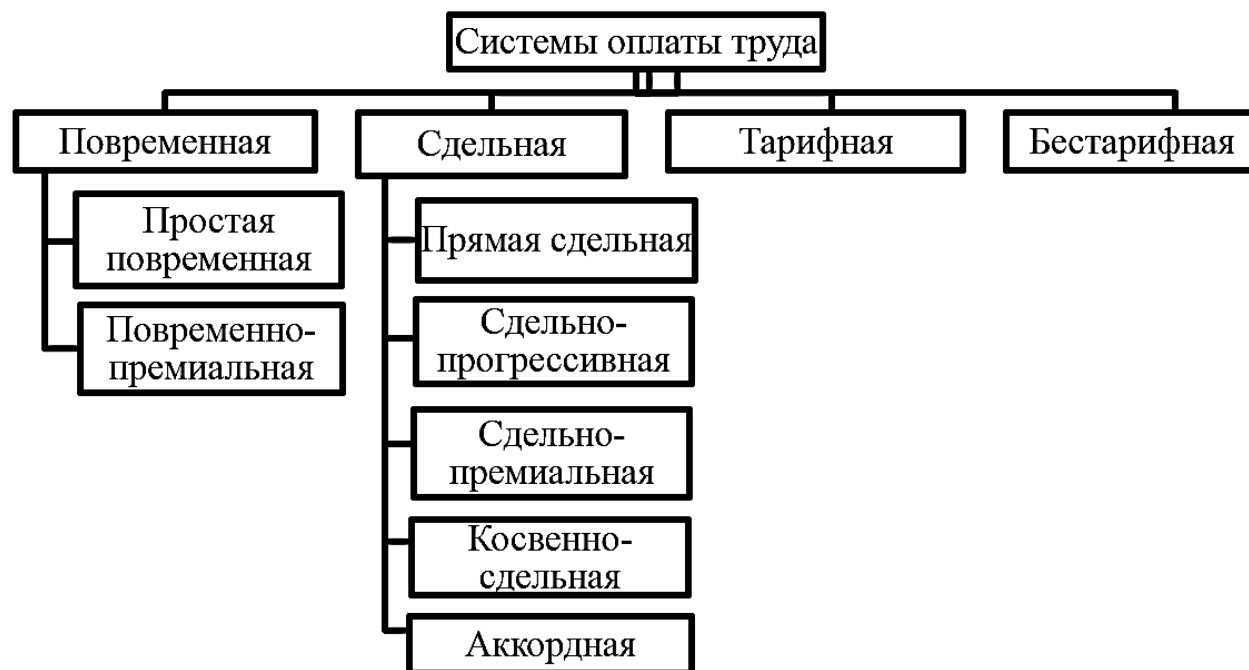 Системы оплаты труда
Повременная
Сдельная
Тарифная
Бестарифная
Простая
повременная
Повременно-
премиальная
Прямая сдельная
Сдельно-
прогрессивная
Сдельно-
премиальная
Косвенно-
сдельная
Аккордная